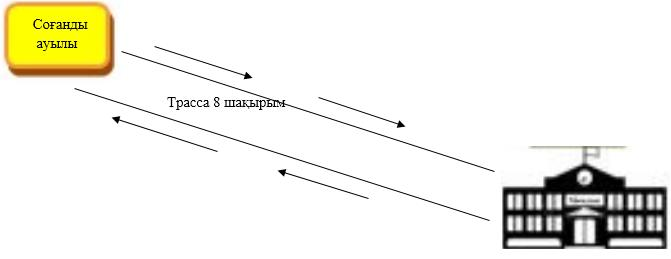 Соғанды
ауылы
Трасса 8 шақырым